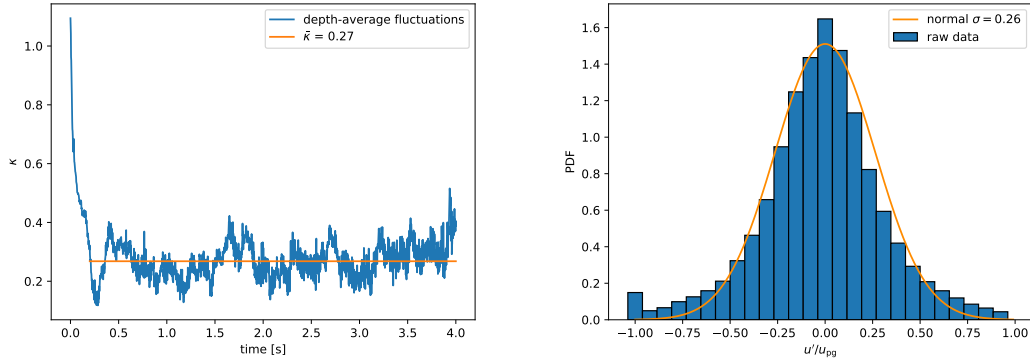 depth-average fluctuations
κ̄ = 0.27
κ
1.0
0.8
0.6
0.4
0.2
0.0 0.5 1.0 1.5 2.0 2.5 3.0 3.5 4.0
time [s]
normal σ = 0.26
raw data
PDF
1.6
1.4
1.2
1.0
0.8
0.6
0.4
0.2
0.0
−1.00 −0.75 −0.50 −0.25 0.00 0.25 0.50 0.75 1.00
u′/u_pg